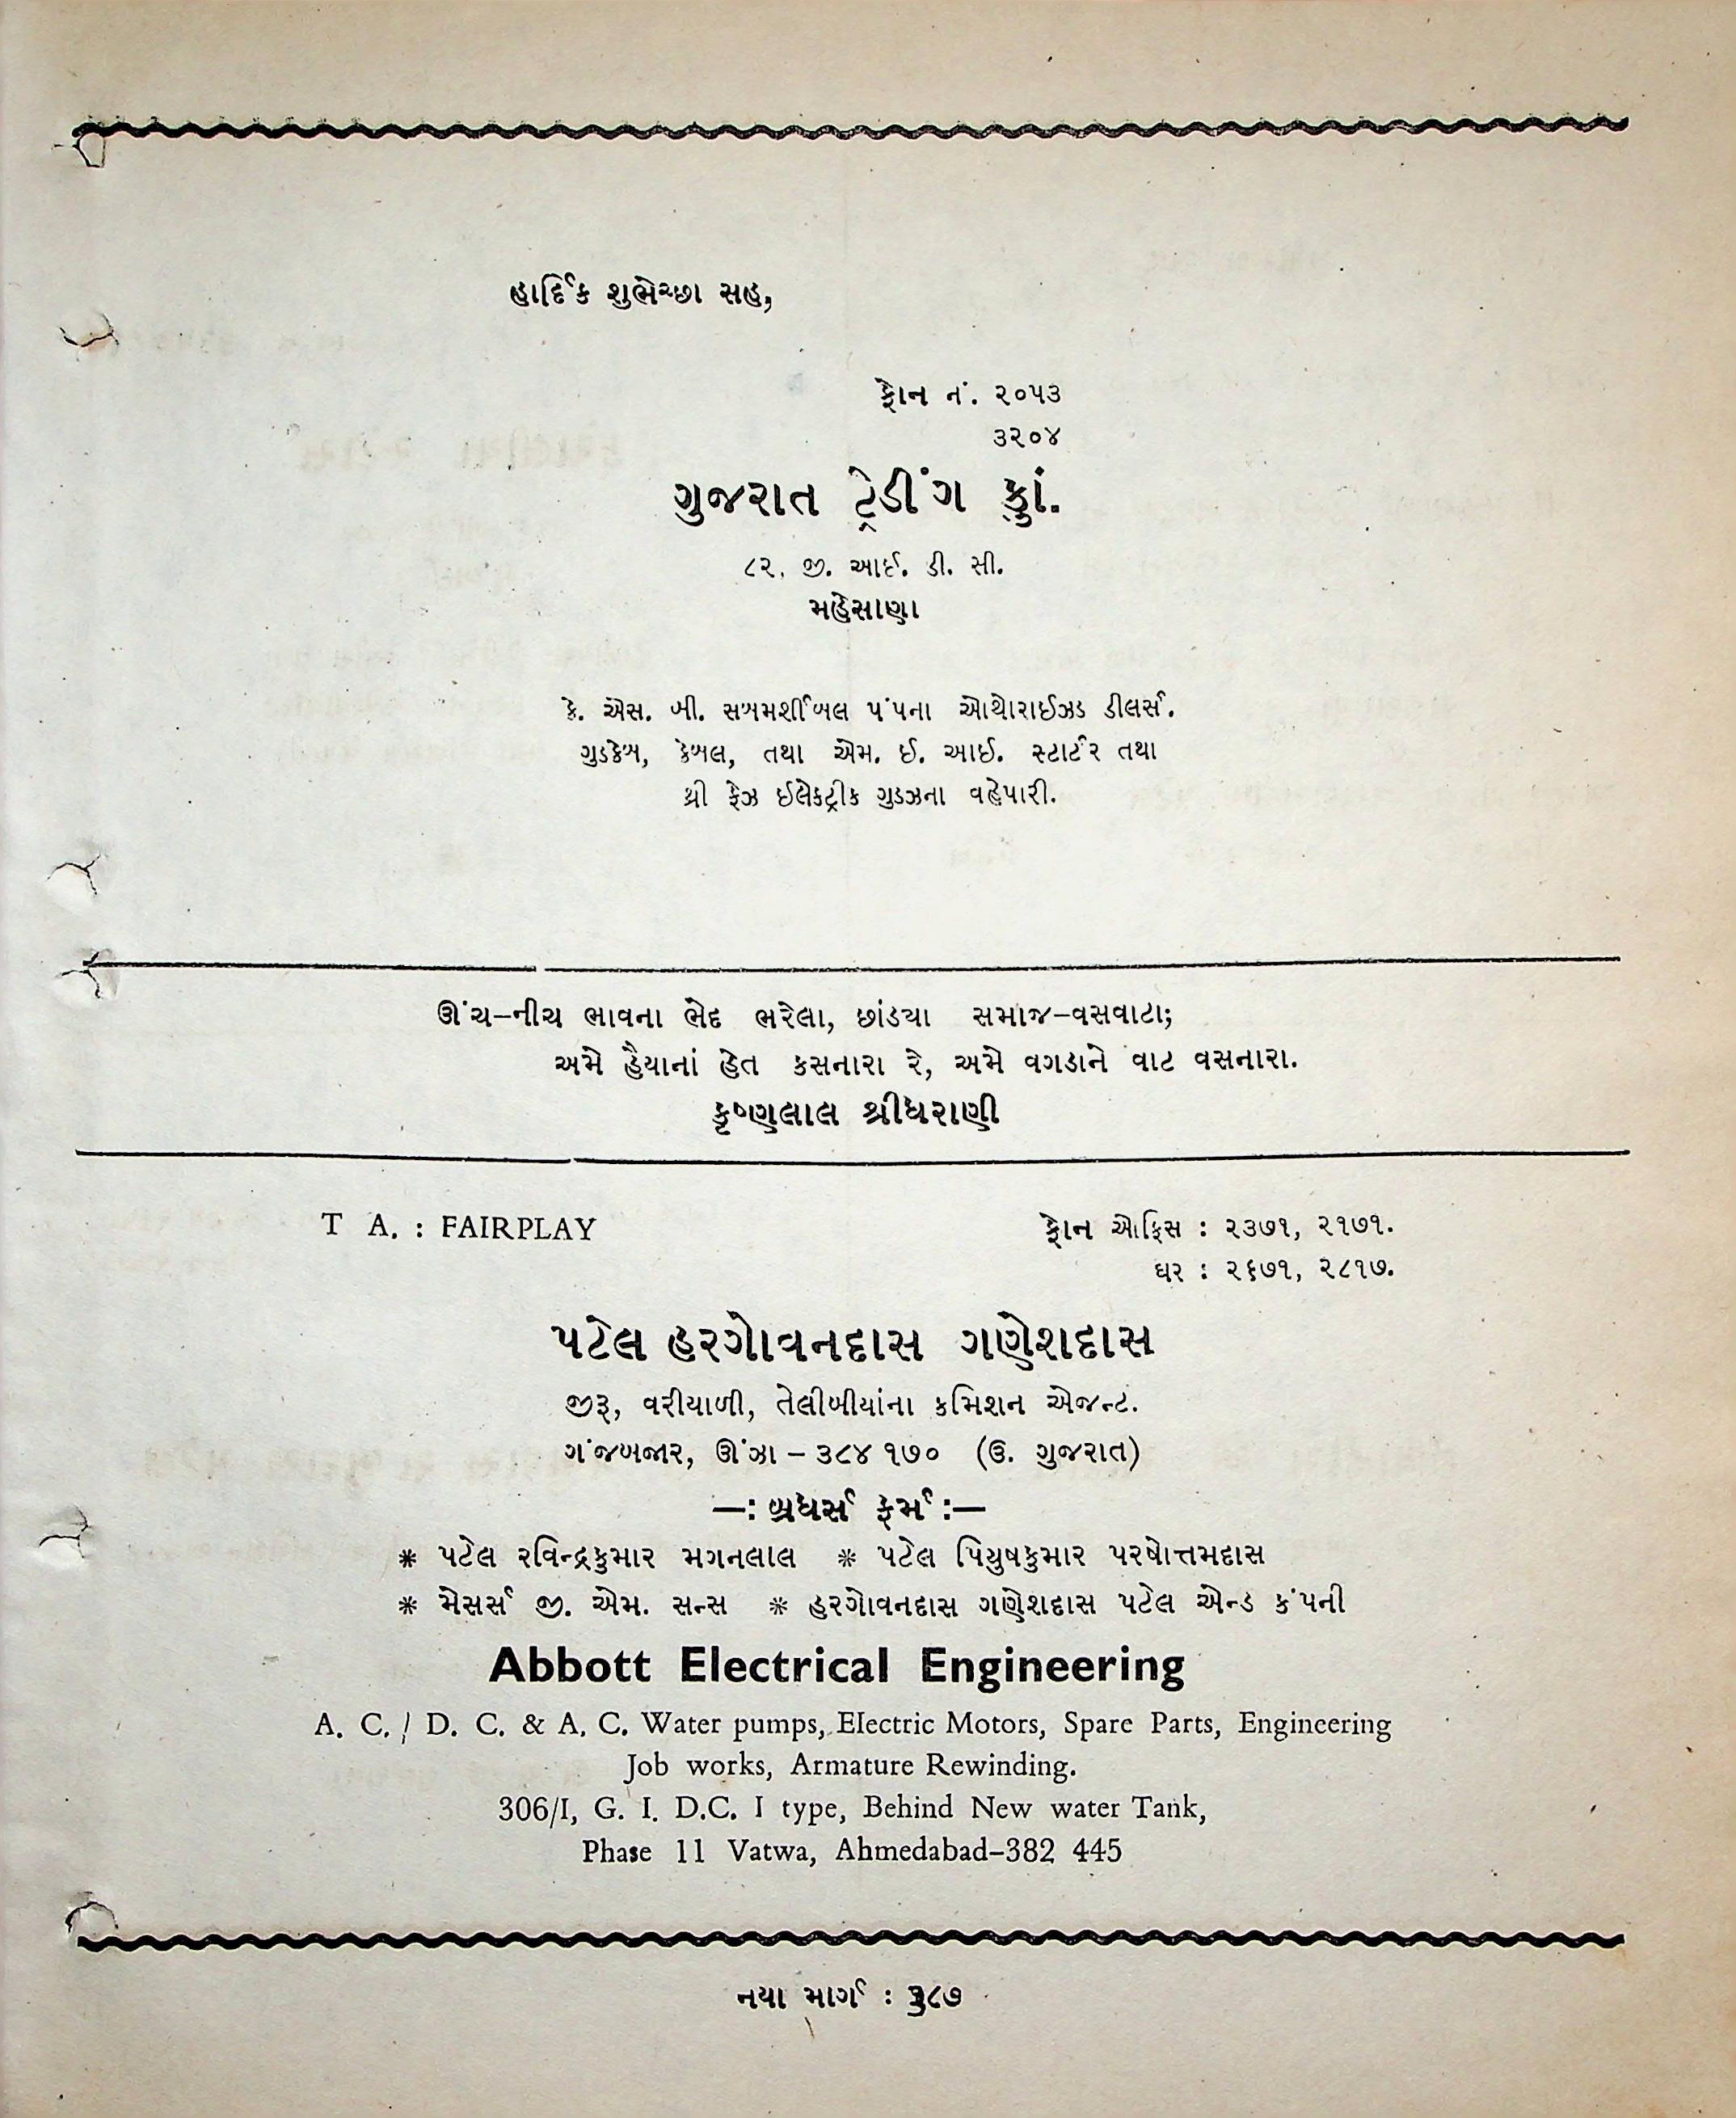 હાર્દિક શુભેચ્છા સહ,
ફોન નં. ૨૦૫૩
૩૨૦૪
ગુજરાત ટ્રેડીંગ કું.
૮૨, જી. આઈ. ડી. સી.
મહેસાણા
કે. એસ. બી. સબમર્શીબલ પંપના ઓથોરાઈઝડ ડીલર્સ.
ગુડકેબ, કેબલ, તથા એમ. ઈ. આઈ. સ્ટાર્ટર તથા
થ્રી ફેઝ ઈલેકટ્રીક ગુડઝના વહેપારી.
ઊંચ–નીચ ભાવના ભેદ ભરેલા, છાંડયા સમાજ–વસવાટા;
અમે હૈયાનાં હેત કસનારા રે, અમે વગડાને વાટ વસનારા.
કૃષ્ણલાલ શ્રીધરાણી
T A. : FAIRPLAY ફોન ઓફિસ : ૨૩૭૧, ૨૧૭૧.
ઘર : ૨૬૭૧, ૨૮૧૭.
પટેલ હરગોવનદાસ ગણેશદાસ
જીરૂ, વરીયાળી, તેલીબીયાંના કમિશન એજન્ટ.
ગંજબજાર, ઊંઝા – ૩૮૪ ૧૭૦ (ઉ. ગુજરાત)
—: બ્રધર્સ ફર્મ :—
* પટેલ રવિન્દ્રકુમાર મગનલાલ * પટેલ પિયુષકુમાર પરષોત્તમદાસ
* મેસર્સ જી. એમ. સન્સ * હરગોવનદાસ ગણેશદાસ પટેલ એન્ડ કંપની
Abbott Electrical Engineering
A. C. / D. C. & A. C. Water pumps, Electric Motors, Spare Parts, Engineering
Job works, Armature Rewinding.
306/I, G. I. D.C. I type, Behind New water Tank,
Phase 11 Vatwa, Ahmedabad–382 445
નયા માર્ગ : ૩૮૭